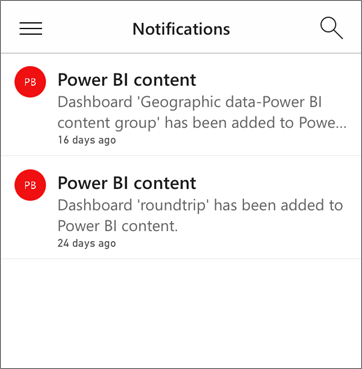 Notifications
PB
Power BI content
Dashboard 'Geographic data-Power BI
content group' has been added to Powe...
16 days ago
PB
Power BI content
Dashboard 'roundtrip' has been added to
Power BI content.
24 days ago